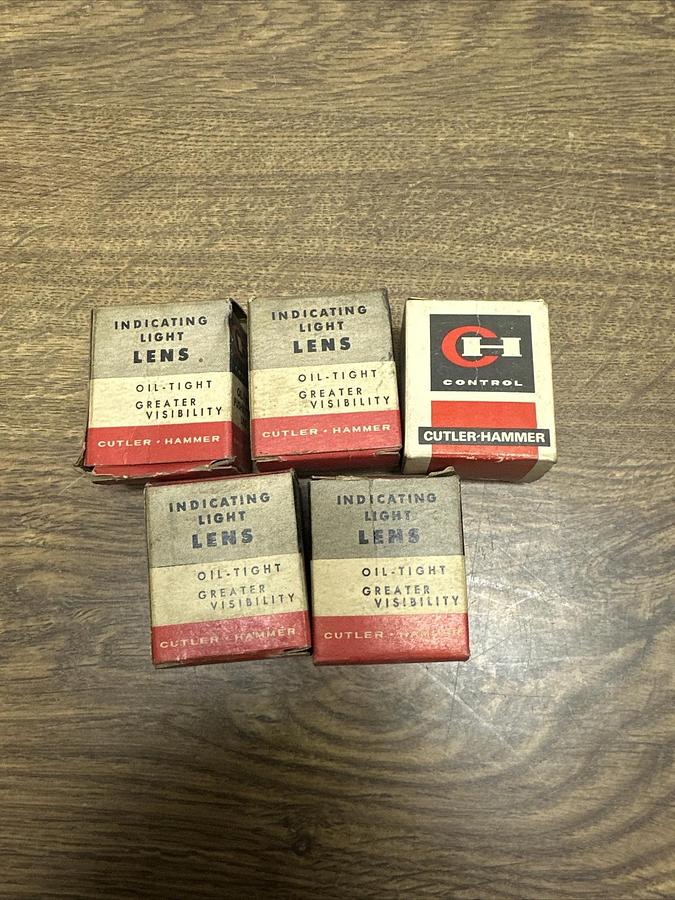 INDICATING
LIGHT
LENS
OIL-TIGHT
GREATER
VISIBILITY
CUTLER · HAMMER
INDICATING
LIGHT
LENS
OIL-TIGHT
GREATER
VISIBILITY
CUTLER · HAMMER
CH
CONTROL
CUTLER-HAMMER
INDICATING
LIGHT
LENS
OIL-TIGHT
GREATER
VISIBILITY
CUTLER · HAMMER
INDICATING
LIGHT
LENS
OIL-TIGHT
GREATER
VISIBILITY
CUTLER · HAMMER